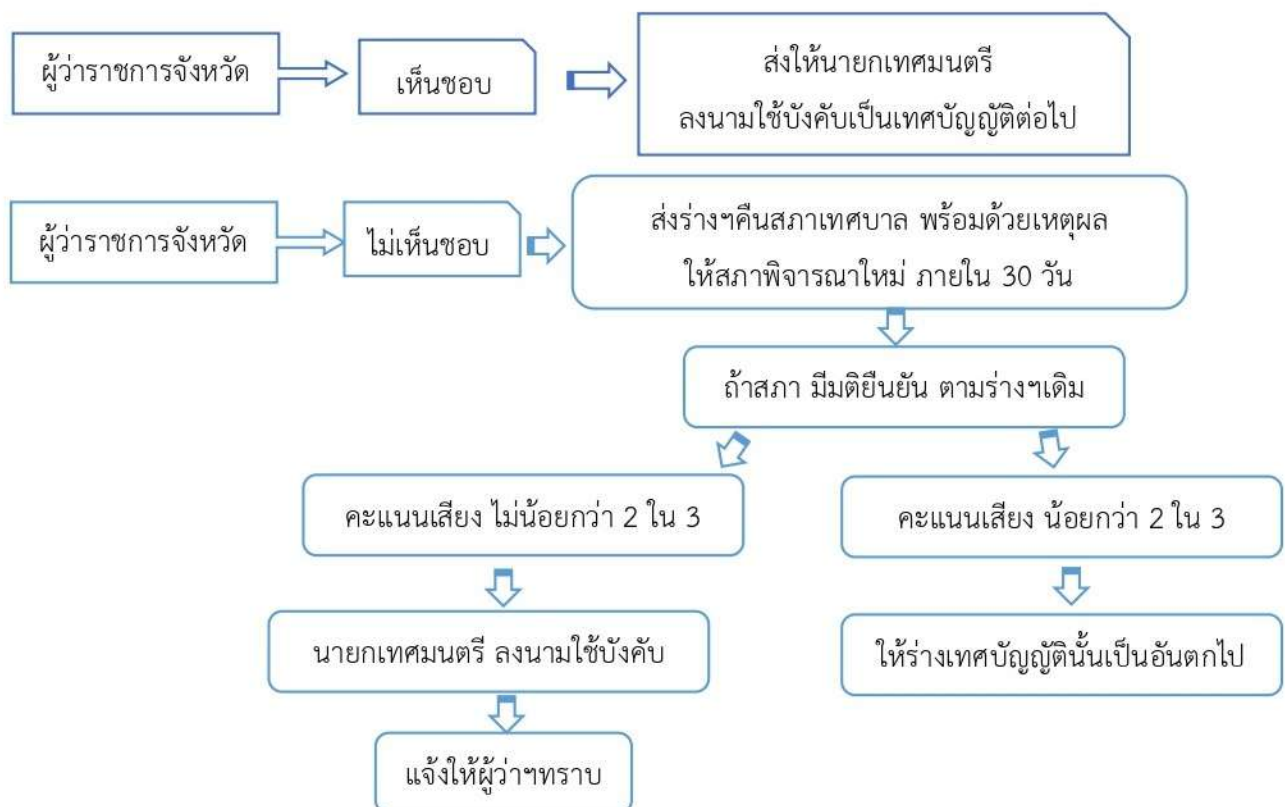 ผู้ว่าราชการจังหวัด
เห็นชอบ
ส่งให้นายกเทศมนตรี
ลงนามใช้บังคับเป็นเทศบัญญัติต่อไป
ผู้ว่าราชการจังหวัด
ไม่เห็นชอบ
ส่งร่างฯคืนสภาเทศบาล พร้อมด้วยเหตุผล
ให้สภาพิจารณาใหม่ ภายใน 30 วัน
ถ้าสภา มีมติยืนยัน ตามร่างฯเดิม
คะแนนเสียง ไม่น้อยกว่า 2 ใน 3
คะแนนเสียง น้อยกว่า 2 ใน 3
นายกเทศมนตรี ลงนามใช้บังคับ
ให้ร่างเทศบัญญัตินั้นเป็นอันตกไป
แจ้งให้ผู้ว่าฯทราบ